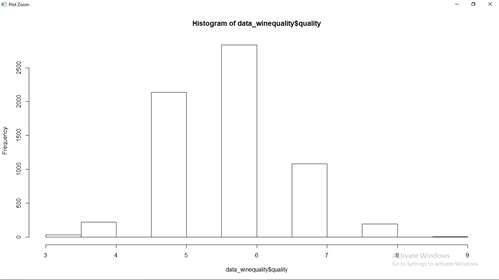 Plot Zoom
Histogram of data_winequality$quality
Frequency
2500
2000
1500
1000
500
0
3 4 5 6 7 8 9
data_winequality$quality
Activate Windows
Go to Settings to activate Windows.